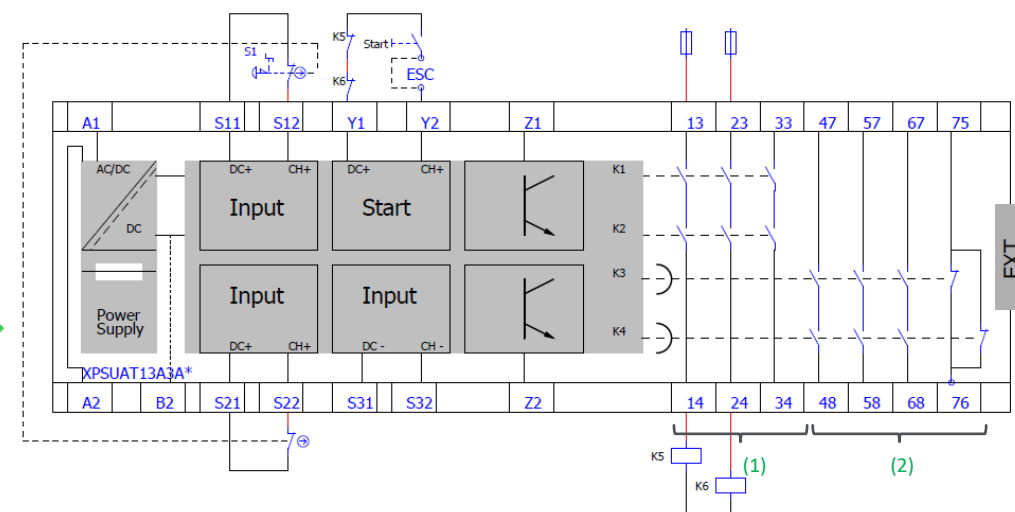 K5
Start
S1
K6
ESC
A1 S11 S12 Y1 Y2 Z1 13 23 33 47 57 67 75
AC/DC DC+ CH+ DC+ CH+ K1
Input Start
DC K2
EXT
K3
Input Input
Power
Supply
K4
DC+ CH+ DC - CH -
XPSUAT13A3A*
A2 B2 S21 S22 S31 S32 Z2 14 24 34 48 58 68 76
K5 (1) (2)
K6